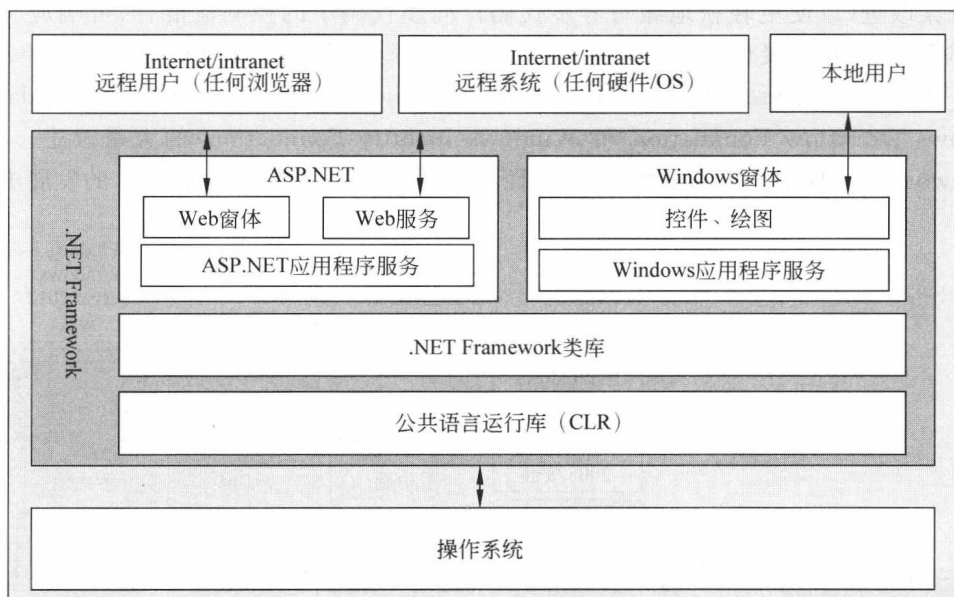 Internet/intranet
远程用户（任何浏览器）
Internet/intranet
远程系统（任何硬件/OS）
本地用户
.NET Framework
ASP.NET
Web窗体
Web服务
ASP.NET应用程序服务
Windows窗体
控件、绘图
Windows应用程序服务
.NET Framework类库
公共语言运行库（CLR）
操作系统